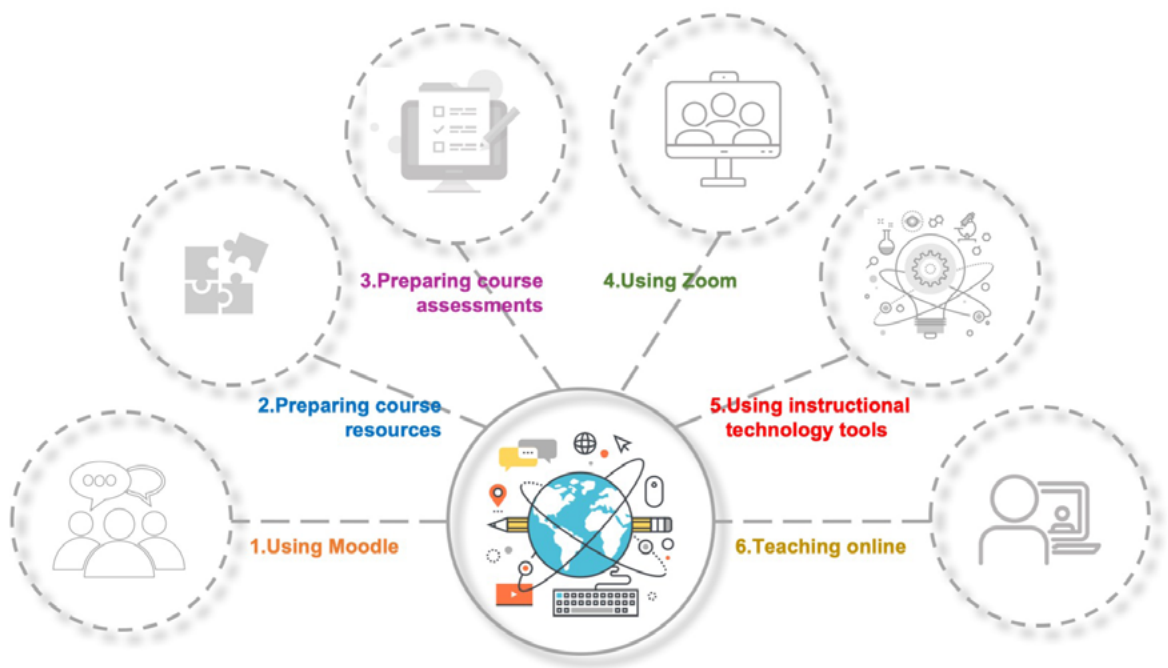 1.Using Moodle
2.Preparing course
resources
3.Preparing course
assessments
4.Using Zoom
5.Using instructional
technology tools
6.Teaching online